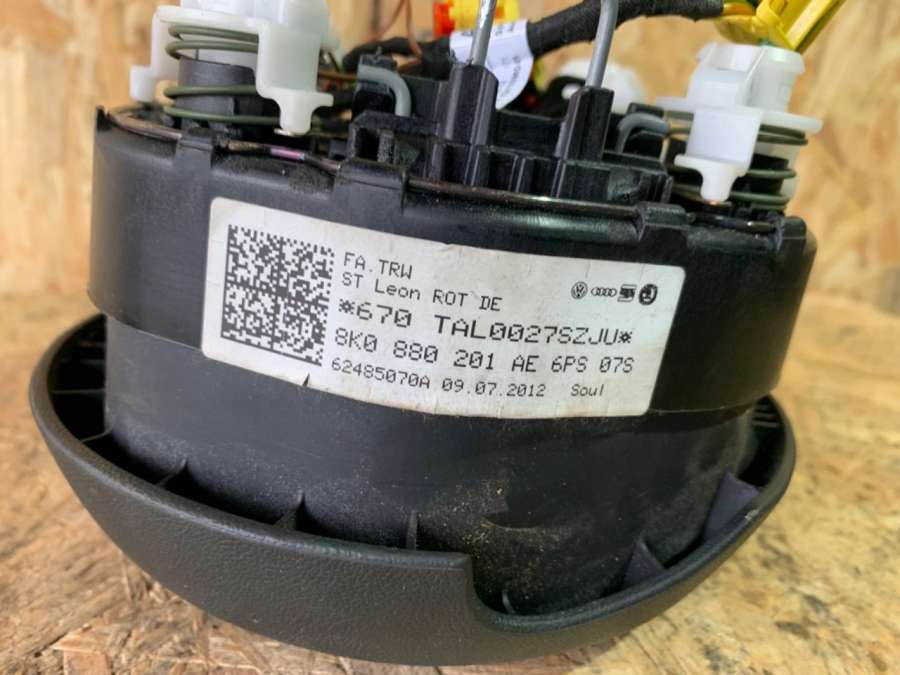 FA.TRW
ST Leon ROT DE
*670 TAL0027SZJU*
8K0 880 201 AE 6PS 07S
62485070A 09.07.2012 Soul